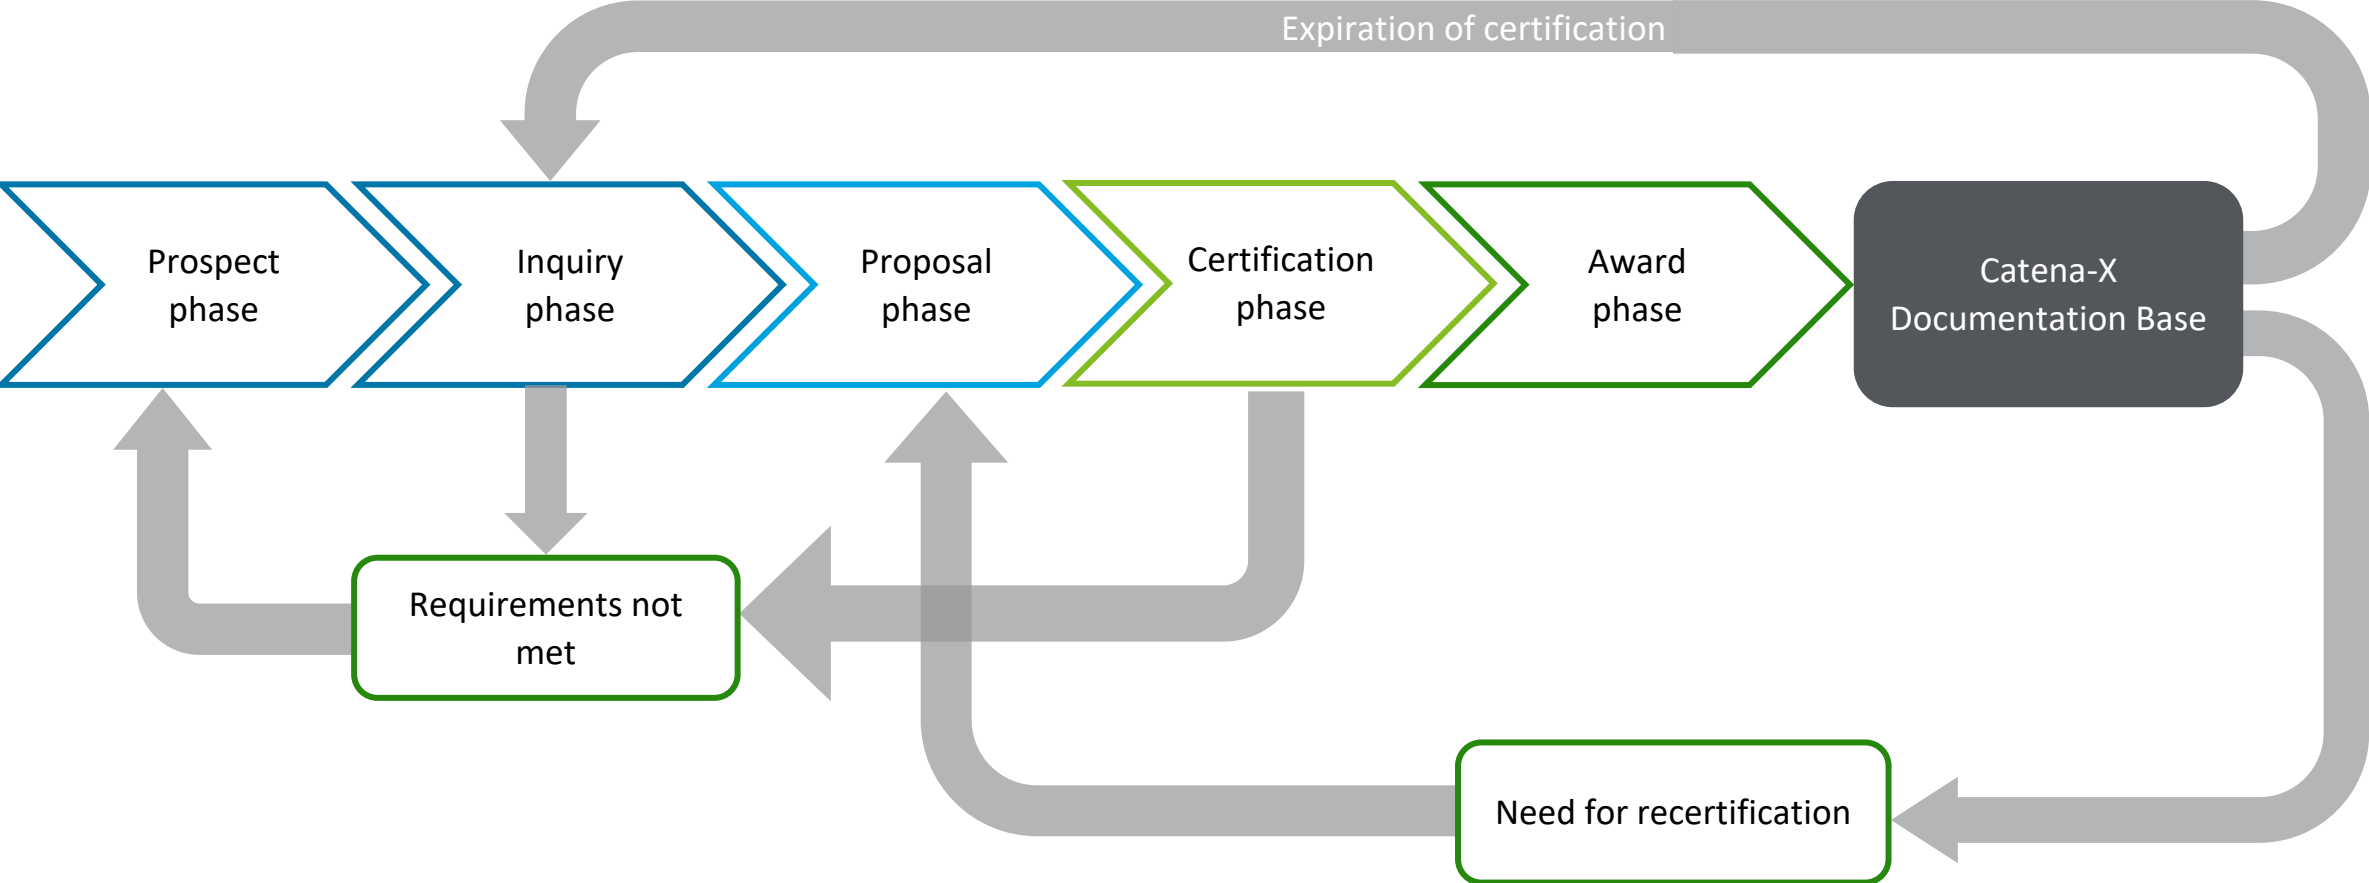 Expiration of certification
Prospect
phase
Inquiry
phase
Proposal
phase
Certification
phase
Award
phase
Catena-X
Documentation Base
Requirements not
met
Need for recertification